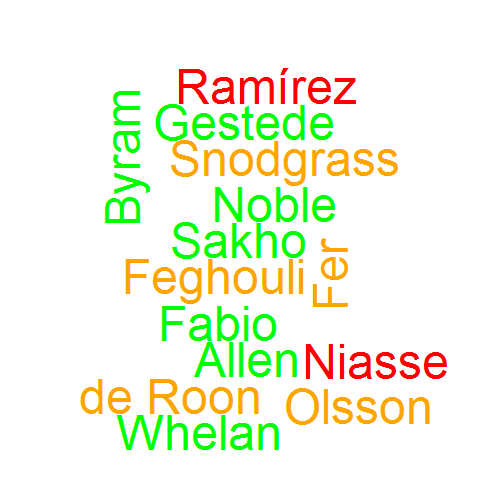 Ramírez
Byram
Gestede
Snodgrass
Noble
Sakho
Fer
Feghouli
Fabio
Allen
Niasse
de Roon
Olsson
Whelan